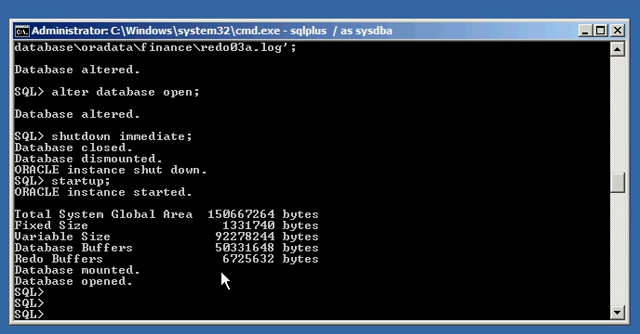 Administrator: C:\Windows\system32\cmd.exe - sqlplus / as sysdba
database\oradata\finance\redo03a.log';
Database altered.
SQL> alter database open;
Database altered.
SQL> shutdown immediate;
Database closed.
Database dismounted.
ORACLE instance shut down.
SQL> startup;
ORACLE instance started.
Total System Global Area 150667264 bytes
Fixed Size 1331740 bytes
Variable Size 92278244 bytes
Database Buffers 50331648 bytes
Redo Buffers 6725632 bytes
Database mounted.
Database opened.
SQL>
SQL>
SQL>